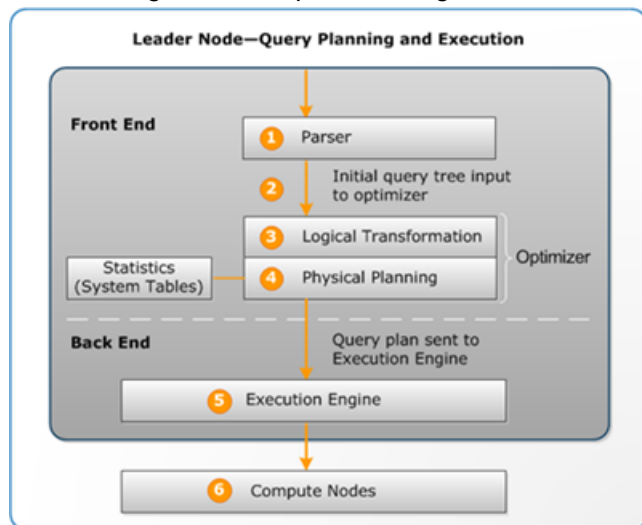 Leader Node—Query Planning and Execution
Front End
1 Parser
2 Initial query tree input
to optimizer
3 Logical Transformation
Optimizer
Statistics
(System Tables)
4 Physical Planning
Back End
Query plan sent to
Execution Engine
5 Execution Engine
6 Compute Nodes